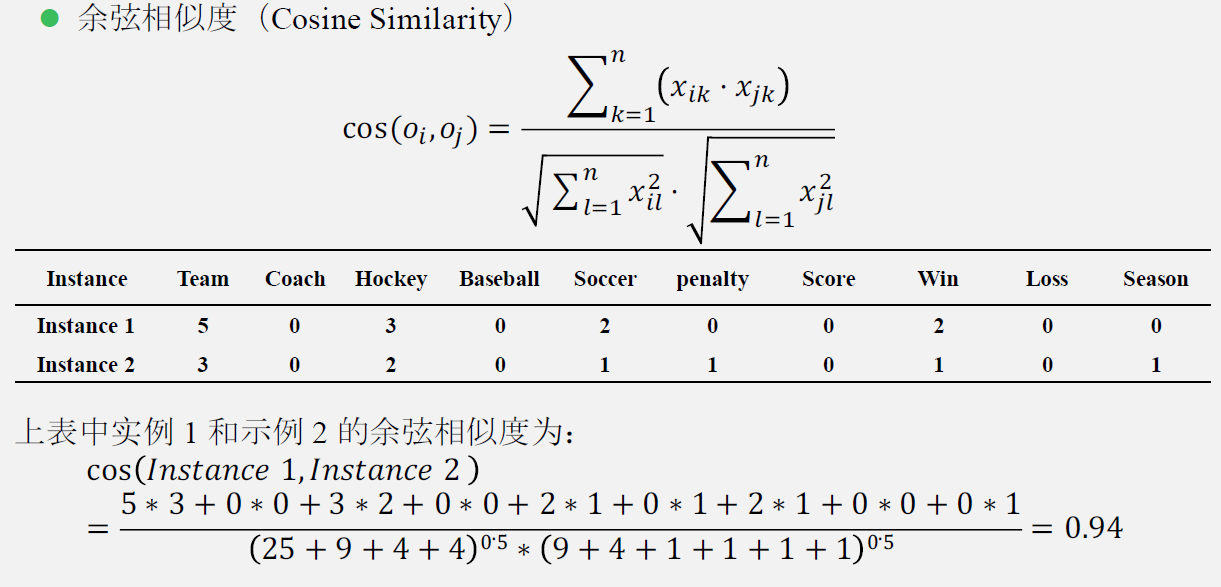 余弦相似度（Cosine Similarity）
cos(o_i, o_j) = \frac{\sum_{k=1}^{n} (x_{ik} · x_{jk})}{\sqrt{\sum_{l=1}^{n} x_{il}^{2}} · \sqrt{\sum_{l=1}^{n} x_{jl}^{2}}}
Instance Team Coach Hockey Baseball Soccer penalty Score Win Loss Season
Instance 1 5 0 3 0 2 0 0 2 0 0
Instance 2 3 0 2 0 1 1 0 1 0 1
上表中实例 1 和示例 2 的余弦相似度为：
cos(Instance 1, Instance 2 )
= \frac{5 * 3 + 0 * 0 + 3 * 2 + 0 * 0 + 2 * 1 + 0 * 1 + 2 * 1 + 0 * 0 + 0 * 1}{(25 + 9 + 4 + 4)^{0.5} * (9 + 4 + 1 + 1 + 1 + 1)^{0.5}} = 0.94